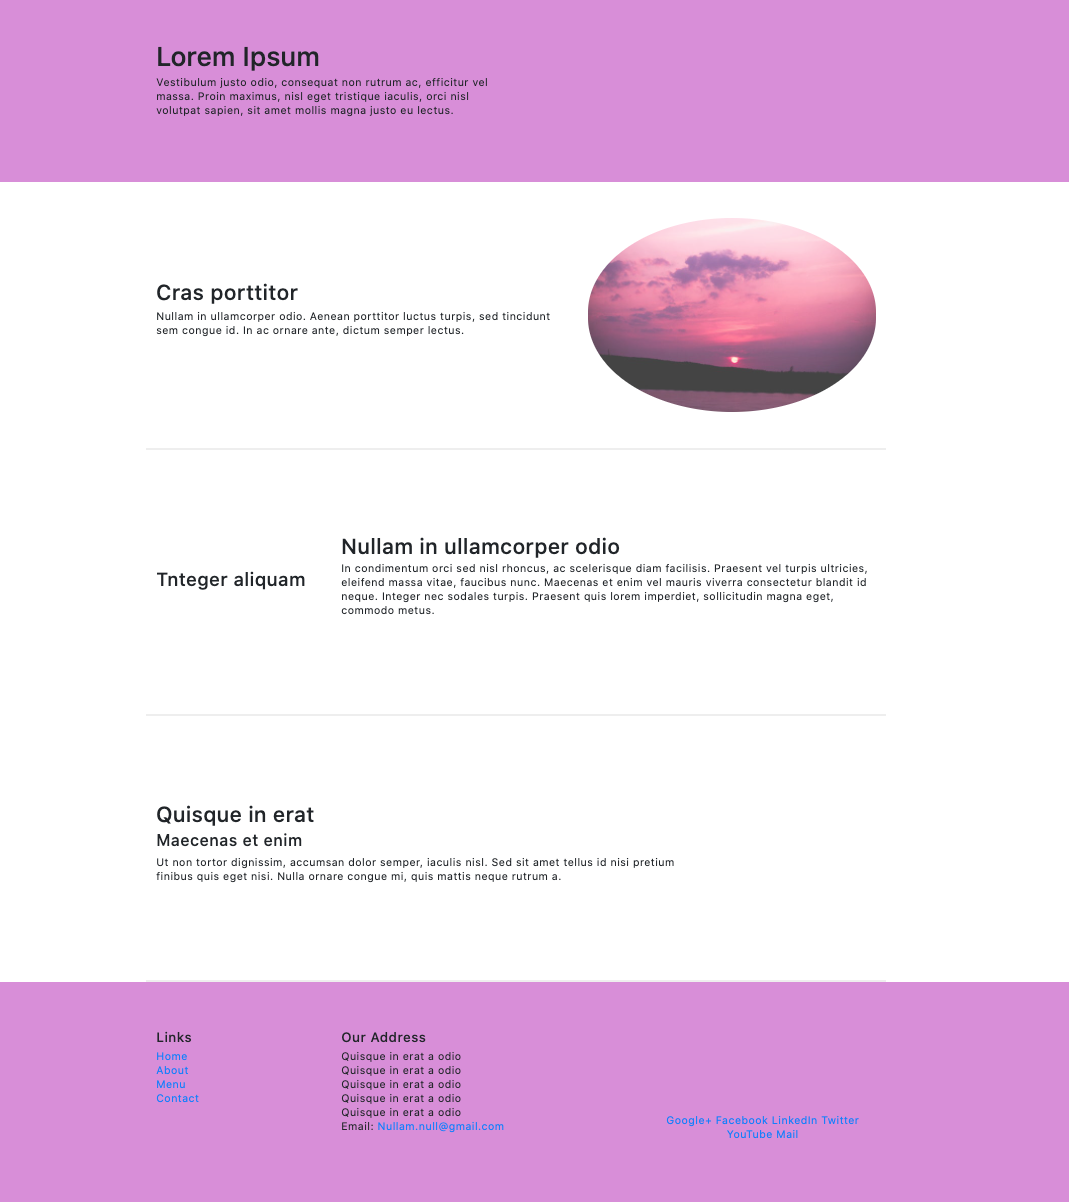 Lorem Ipsum
Vestibulum justo odio, consequat non rutrum ac, efficitur vel
massa. Proin maximus, nisl eget tristique iaculis, orci nisl
volutpat sapien, sit amet mollis magna justo eu lectus.
Cras porttitor
Nullam in ullamcorper odio. Aenean porttitor luctus turpis, sed tincidunt
sem congue id. In ac ornare ante, dictum semper lectus.
Tnteger aliquam
Nullam in ullamcorper odio
In condimentum orci sed nisl rhoncus, ac scelerisque diam facilisis. Praesent vel turpis ultricies,
eleifend massa vitae, faucibus nunc. Maecenas et enim vel mauris viverra consectetur blandit id
neque. Integer nec sodales turpis. Praesent quis lorem imperdiet, sollicitudin magna eget,
commodo metus.
Quisque in erat
Maecenas et enim
Ut non tortor dignissim, accumsan dolor semper, iaculis nisl. Sed sit amet tellus id nisi pretium
finibus quis eget nisi. Nulla ornare congue mi, quis mattis neque rutrum a.
Links
Home
About
Menu
Contact
Our Address
Quisque in erat a odio
Quisque in erat a odio
Quisque in erat a odio
Quisque in erat a odio
Quisque in erat a odio
Email: Nullam.null@gmail.com
Google+ Facebook LinkedIn Twitter
YouTube Mail